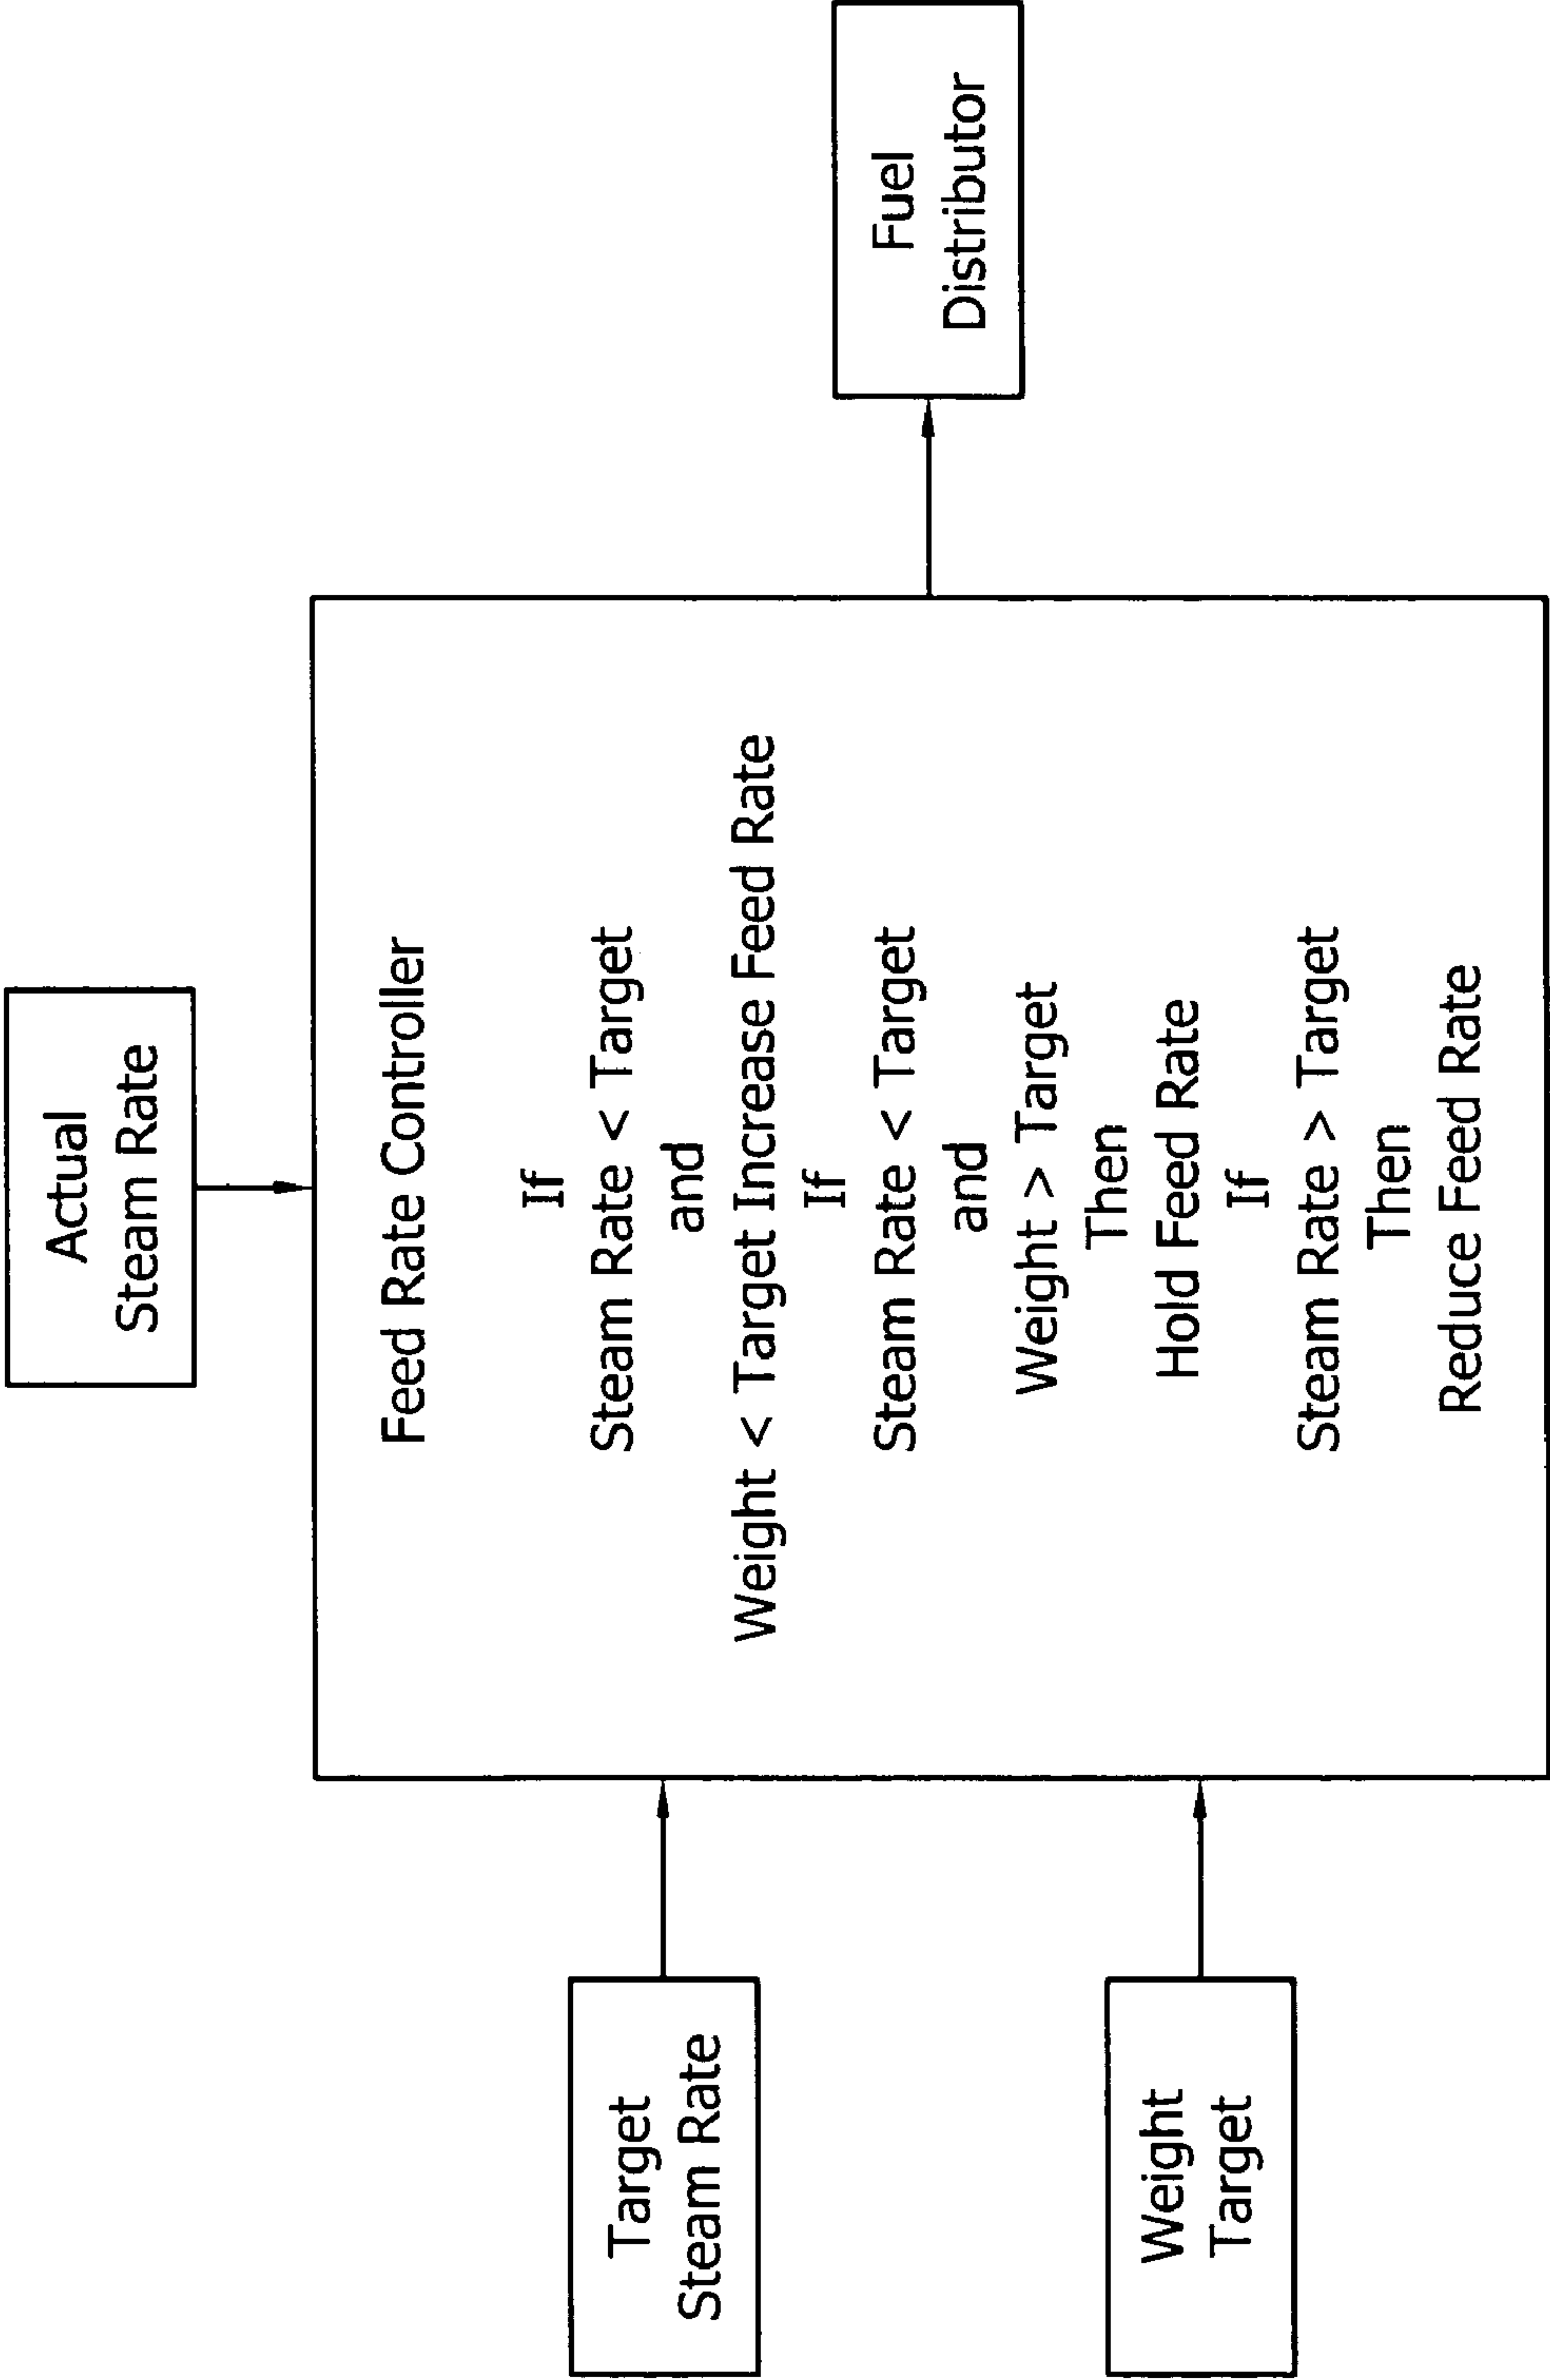 Actual
Steam Rate
Target
Steam Rate
Weight
Target
Feed Rate Controller
If
Steam Rate < Target
and
Weight < Target Increase Feed Rate
If
Steam Rate < Target
and
Weight > Target
Then
Hold Feed Rate
If
Steam Rate > Target
Then
Reduce Feed Rate
Fuel
Distributor